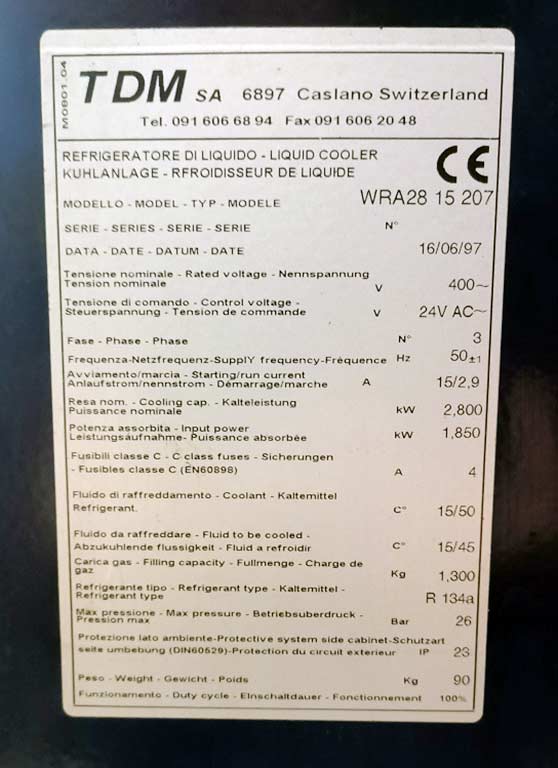 M0801.04
TDM SA 6897 Caslano Switzerland
Tel. 091 606 68 94 Fax 091 606 20 48
REFRIGERATORE DI LIQUIDO - LIQUID COOLER
KUHLANLAGE - RFROIDISSEUR DE LIQUIDE
CE
MODELLO - MODEL - TYP - MODELE WRA28 15 207
SERIE - SERIES - SERIE - SERIE N°
DATA - DATE - DATUM - DATE 16/06/97
Tensione nominale - Rated voltage - Nennspannung
Tension nominale V 400~
Tensione di comando - Control voltage -
Steuerspannung - Tension de commande V 24V AC~
Fase - Phase - Phase N° 3
Frequenza-Netzfrequenz-SupplY frequency-Fréquence Hz 50±1
Avviamento/marcia - Starting/run current
Anlaufstrom/nennstrom - Démarrage/marche A 15/2,9
Resa nom. - Cooling cap. - Kalteleistung
Puissance nominale kW 2,800
Potenza assorbita - Input power
Leistungsaufnahme- Puissance absorbée kW 1,850
Fusibili classe C - C class fuses - Sicherungen
- Fusibles classe C (EN60898) A 4
Fluido di raffreddamento - Coolant - Kaltemittel
Refrigerant. C° 15/50
Fluido da raffreddare - Fluid to be cooled -
Abzukuhlende flussigkeit - Fluid a refroidir C° 15/45
Carica gas - Filling capacity - Fullmenge - Charge de
gaz Kg 1,300
Refrigerante tipo - Refrigerant type - Kaltemittel -
Refrigerant type R 134a
Max pressione - Max pressure - Betriebsuberdruck -
Pression max Bar 26
Protezione lato ambiente-Protective system side cabinet-Schutzart
seite umbebung (DIN60529)-Protection du circuit exterieur IP 23
Peso - Weight - Gewicht - Poids Kg 90
Funzionamento - Duty cycle - Einschaltdauer - Fonctionnement 100%